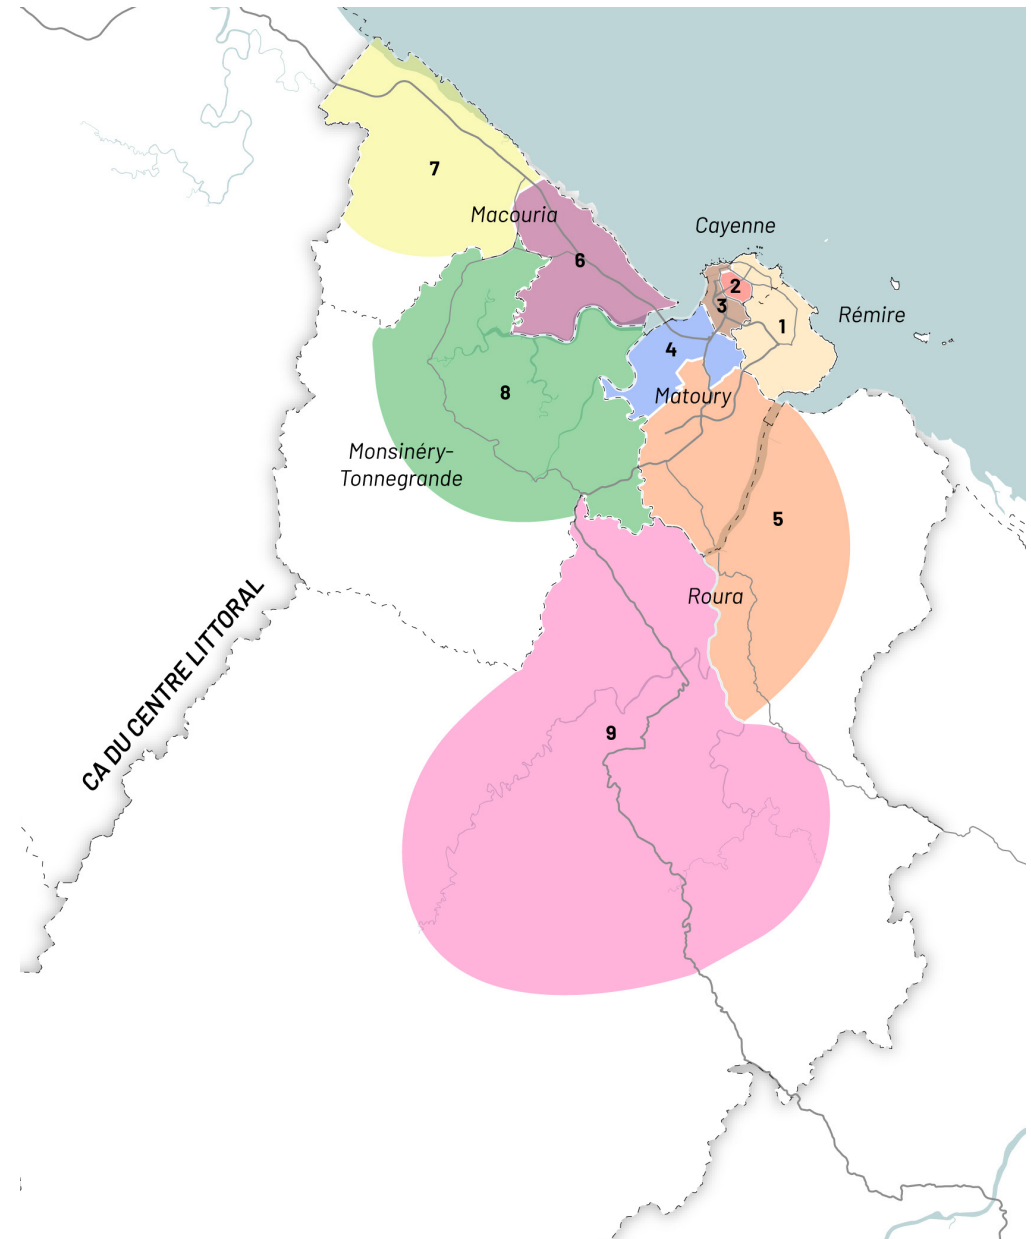 7
Macouria
Cayenne
6
2
3
Rémire
1
4
8
Matoury
Monsinéry-
Tonnegrande
5
Roura
CA DU CENTRE LITTORAL
9